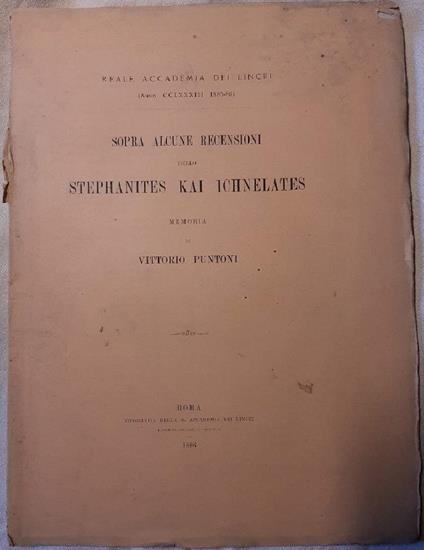 REALE ACCADEMIA DEI LINCEI
(Anno CCLXXXIII 1885-86)
SOPRA ALCUNE RECENSIONI
DELLO
STEPHANITES KAI ICHNELATES
MEMORIA
DI
VITTORIO PUNTONI
ROMA
TIPOGRAFIA DELLA R. ACCADEMIA DEI LINCEI
1886